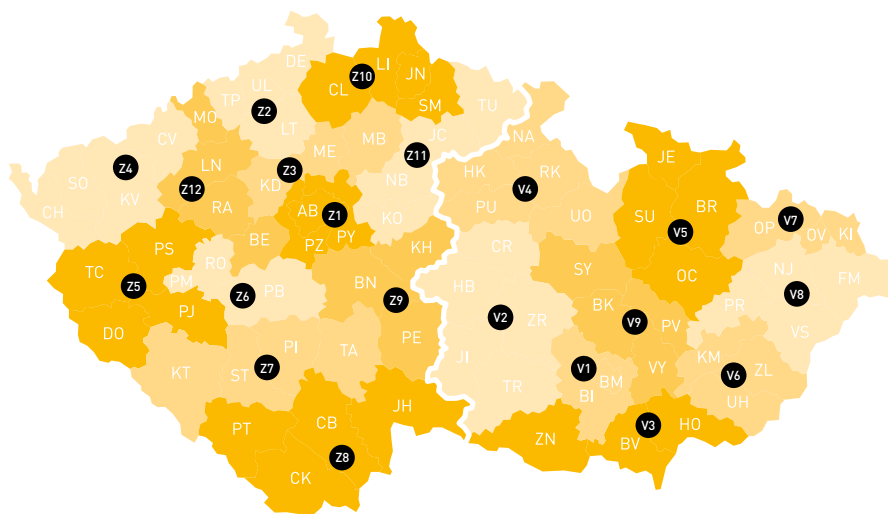 DE
LI
Z10
JN
UL
CL
TP
Z2
SM
TU
MO
LT
CV
ME
MB
JC
NA
Z11
JE
Z4
LN
Z3
HK
RK
SO
Z12
KD
NB
V4
KV
RA
AB
Z1
PU
UO
SU
BR
V7
CH
KO
V5
OP
OV
KI
PS
BE
PZ
PY
KH
CR
TC
RO
SY
OC
NJ
FM
PM
Z5
Z6
PB
BN
Z9
HB
BK
PR
V8
PJ
V2
ZR
V9
PV
DO
PE
VS
PI
TA
JI
KM
KT
ST
Z7
V1
BM
VY
V6
ZL
TR
BI
UH
PT
CB
JH
HO
V3
Z8
ZN
BV
CK